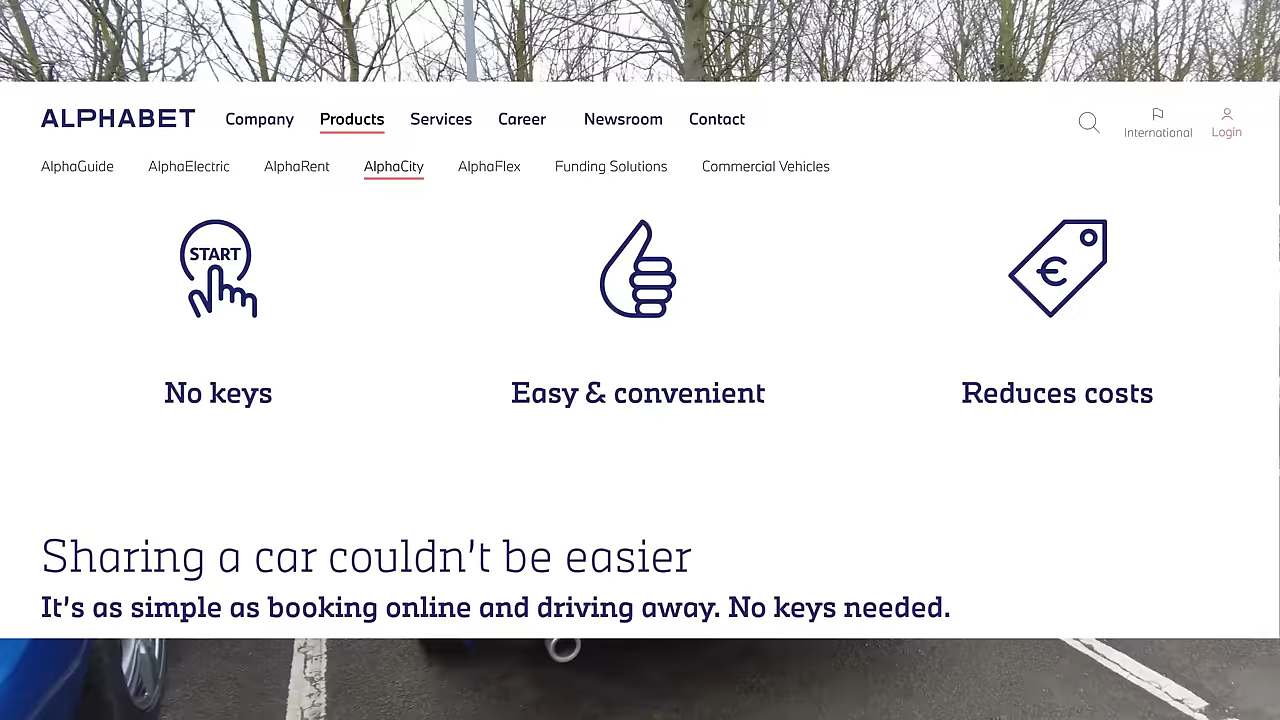 ALPHABET Company Products Services Career Newsroom Contact
International Login
AlphaGuide AlphaElectric AlphaRent AlphaCity AlphaFlex Funding Solutions Commercial Vehicles
START
€
No keys Easy & convenient Reduces costs
Sharing a car couldn't be easier
It's as simple as booking online and driving away. No keys needed.